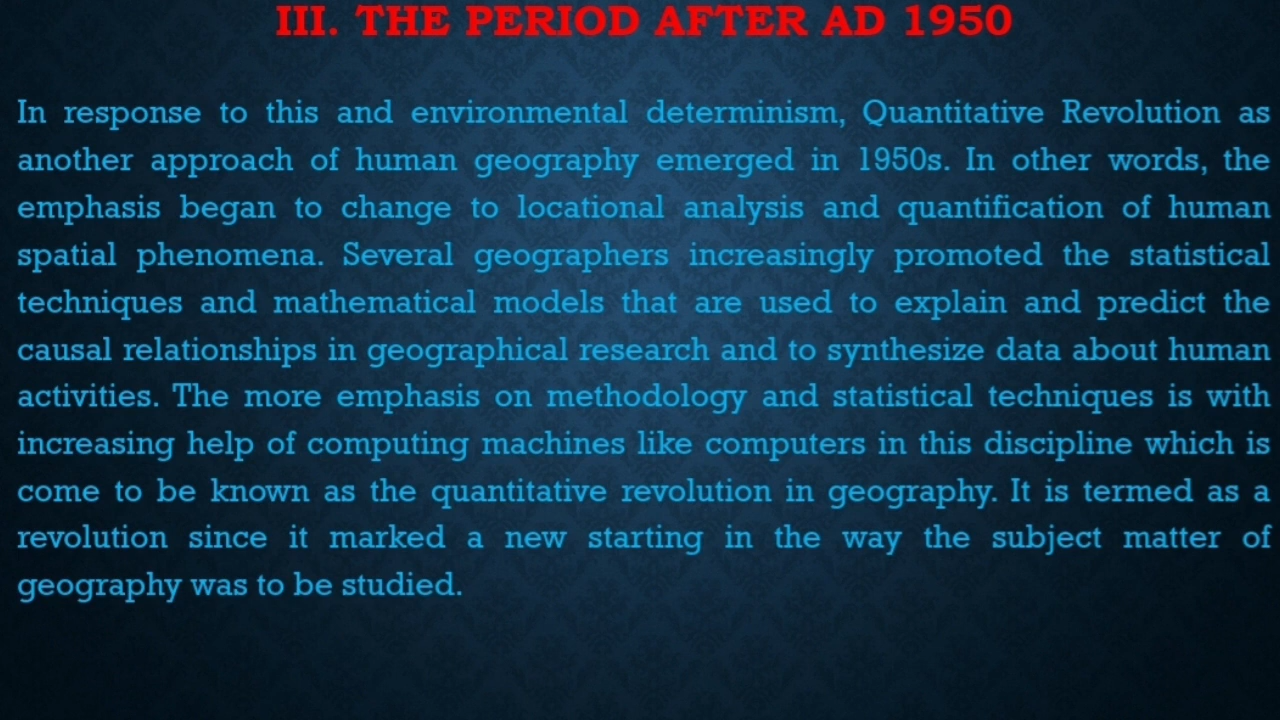 III. THE PERIOD AFTER AD 1950
In response to this and environmental determinism, Quantitative Revolution as
another approach of human geography emerged in 1950s. In other words, the
emphasis began to change to locational analysis and quantification of human
spatial phenomena. Several geographers increasingly promoted the statistical
techniques and mathematical models that are used to explain and predict the
causal relationships in geographical research and to synthesize data about human
activities. The more emphasis on methodology and statistical techniques is with
increasing help of computing machines like computers in this discipline which is
come to be known as the quantitative revolution in geography. It is termed as a
revolution since it marked a new starting in the way the subject matter of
geography was to be studied.